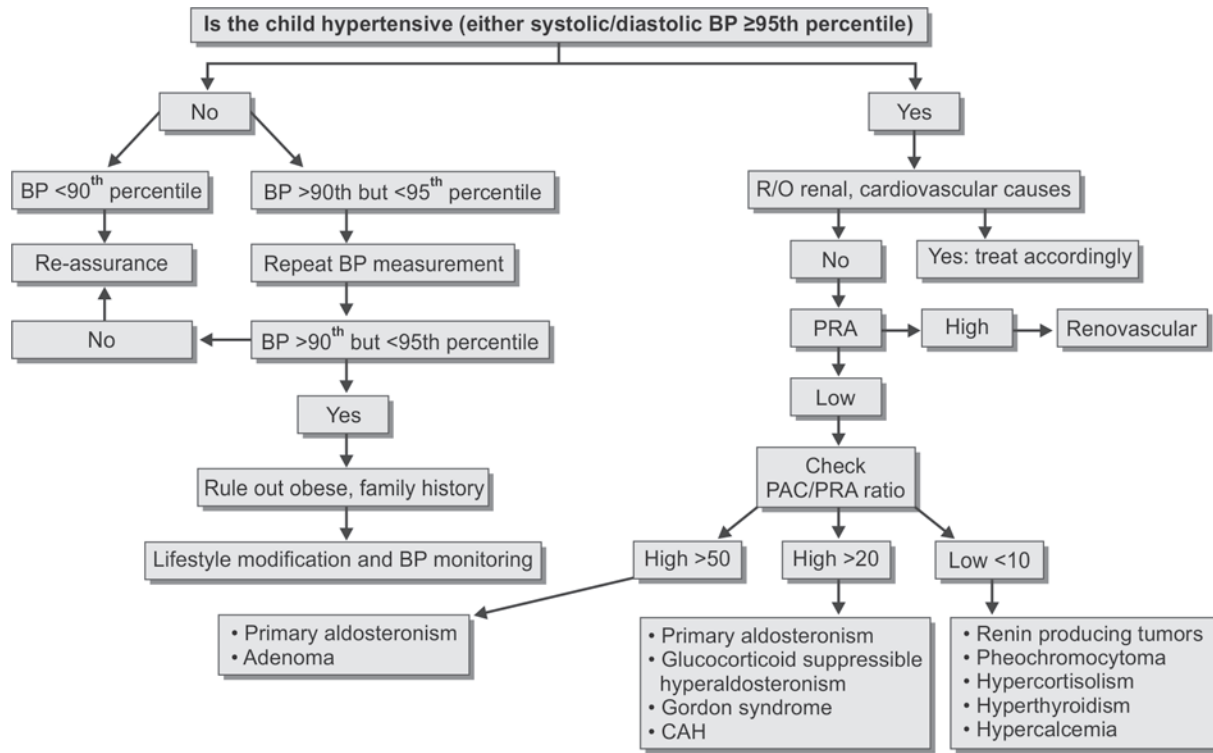 Is the child hypertensive (either systolic/diastolic BP ≥95th percentile)
No
Yes
BP <90th percentile
BP >90th but <95th percentile
R/O renal, cardiovascular causes
Re-assurance
Repeat BP measurement
No
Yes: treat accordingly
No
BP >90th but <95th percentile
PRA
High
Renovascular
Yes
Low
Rule out obese, family history
Check
PAC/PRA ratio
Lifestyle modification and BP monitoring
High >50
High >20
Low <10
• Primary aldosteronism
• Adenoma
• Primary aldosteronism
• Glucocorticoid suppressible
hyperaldosteronism
• Gordon syndrome
• CAH
• Renin producing tumors
• Pheochromocytoma
• Hypercortisolism
• Hyperthyroidism
• Hypercalcemia